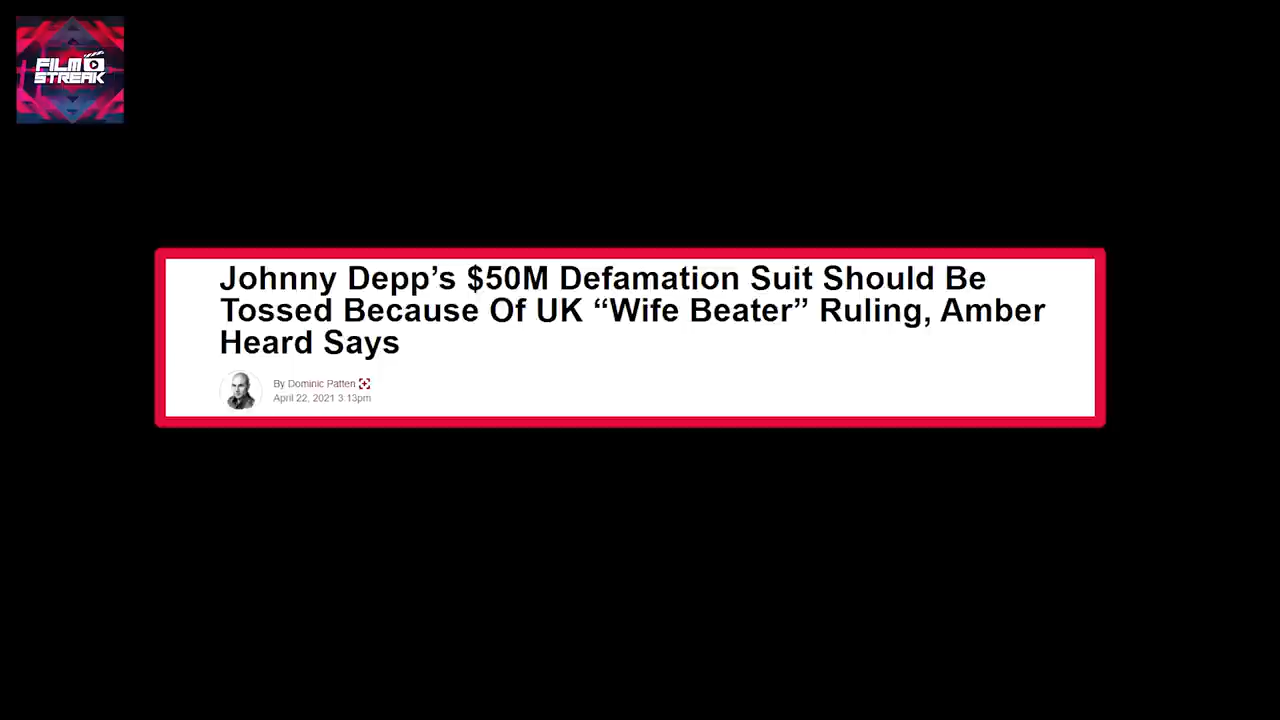 FILM
STREAK
Johnny Depp’s $50M Defamation Suit Should Be
Tossed Because Of UK “Wife Beater” Ruling, Amber
Heard Says
By Dominic Patten
April 22, 2021 3:13pm